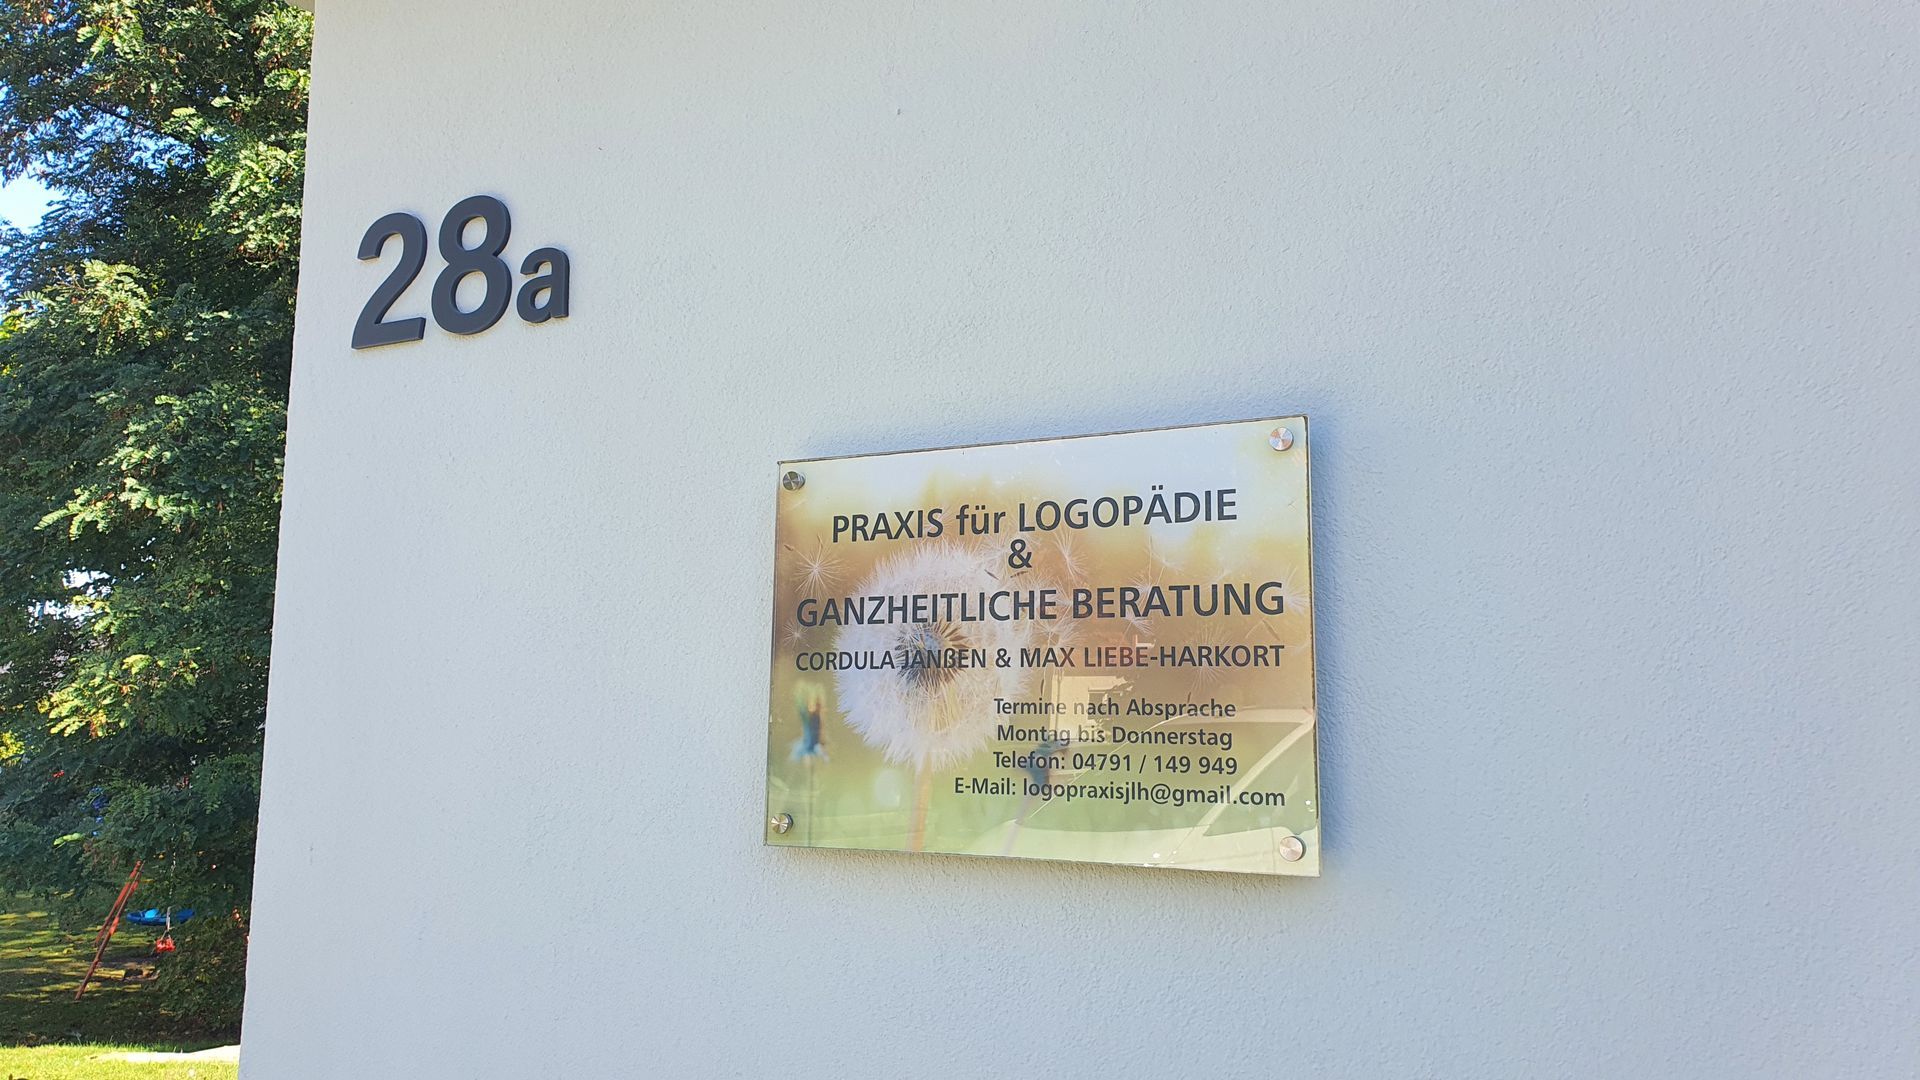 28a
PRAXIS für LOGOPÄDIE
&
GANZHEITLICHE BERATUNG
CORDULA JANßEN & MAX LIEBE-HARKORT
Termine nach Absprache
Montag bis Donnerstag
Telefon: 04791 / 149 949
E-Mail: logopraxisjlh@gmail.com